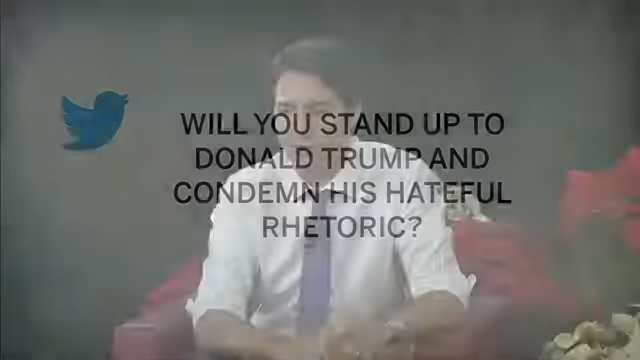 WILL YOU STAND UP TO
DONALD TRUMP AND
CONDEMN HIS HATEFUL
RHETORIC?